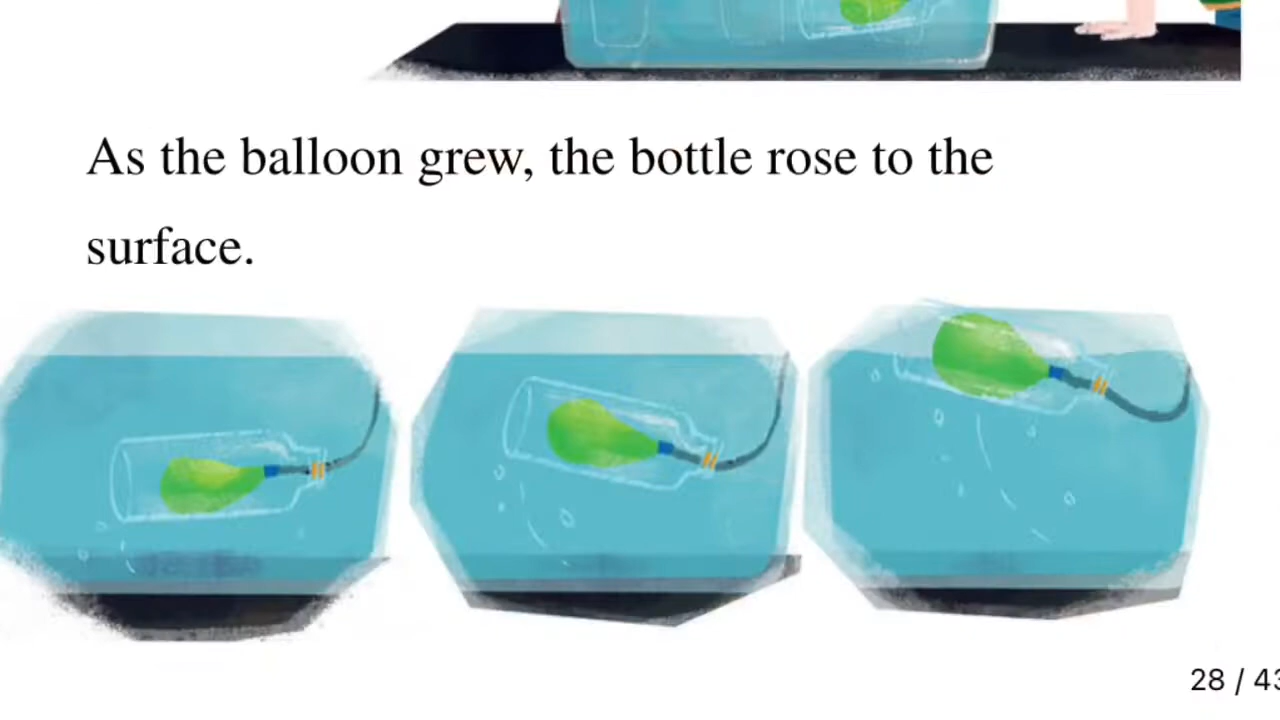 As the balloon grew, the bottle rose to the
surface.
28 / 43